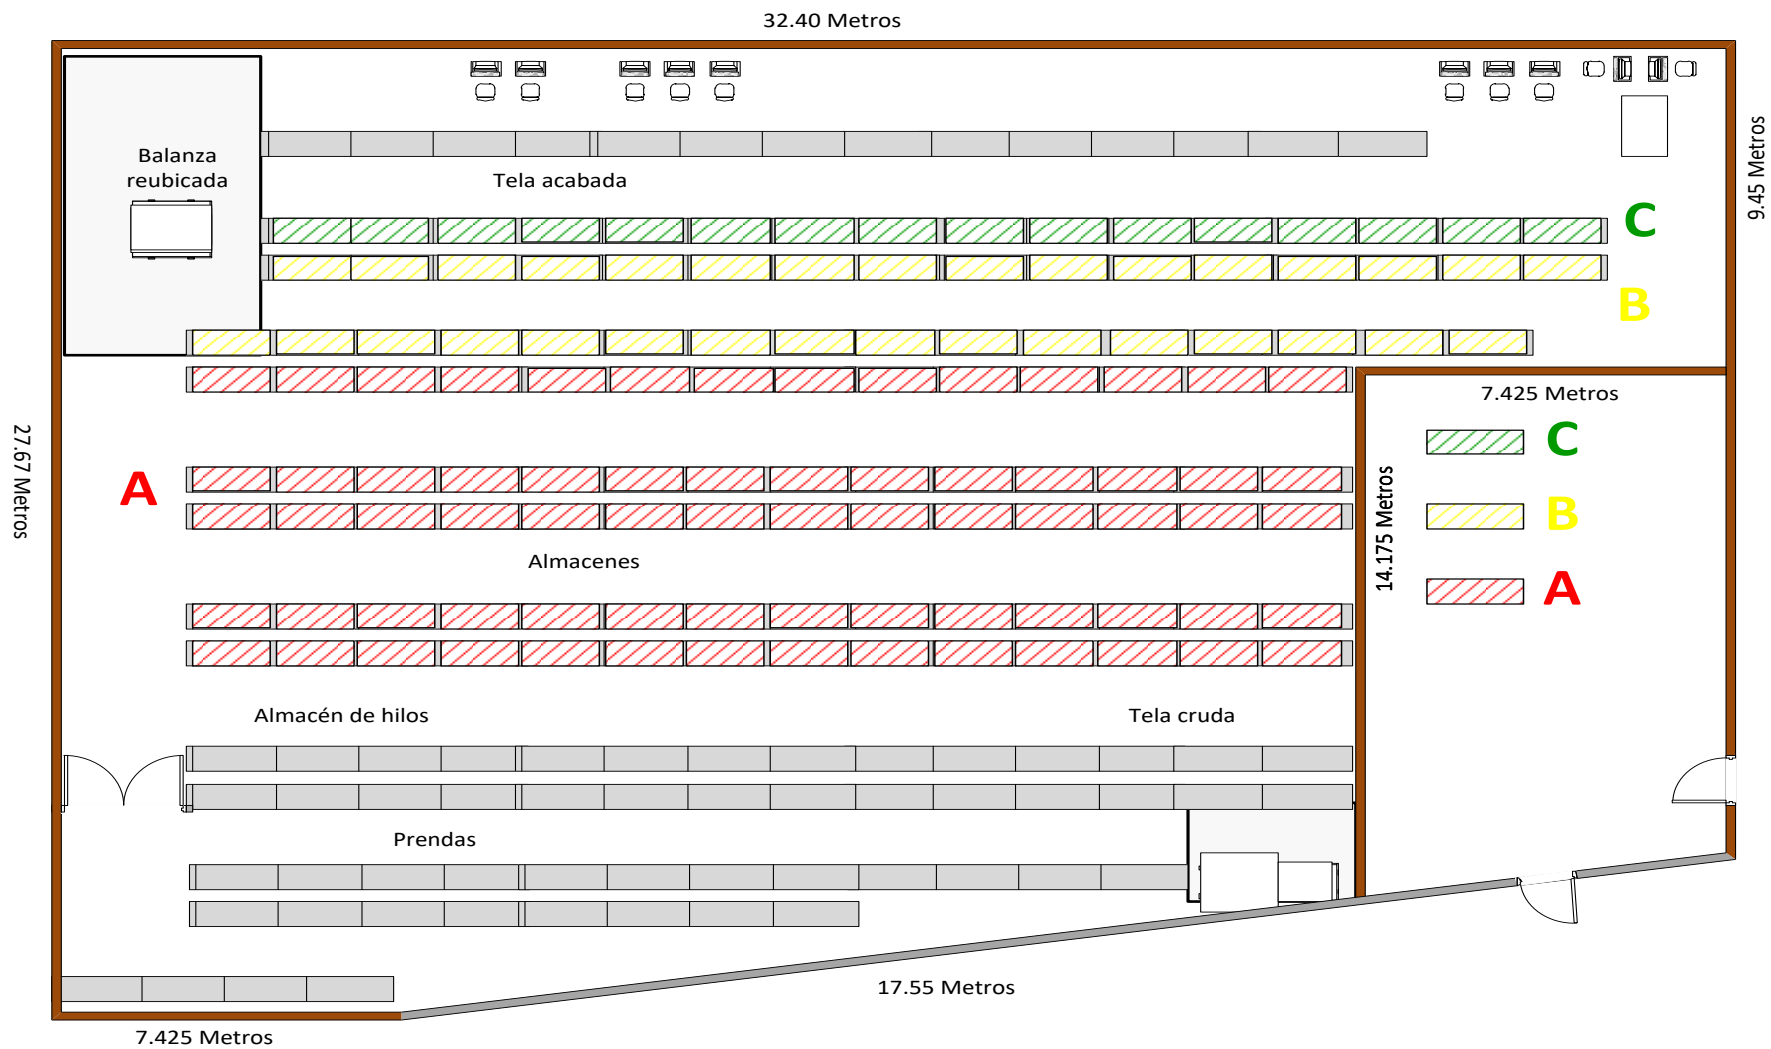 32.40 Metros
Balanza
reubicada
Tela acabada
9.45 Metros
C
B
7.425 Metros
C
27.67 Metros
A
14.175 Metros
B
Almacenes
A
Almacén de hilos
Tela cruda
Prendas
17.55 Metros
7.425 Metros